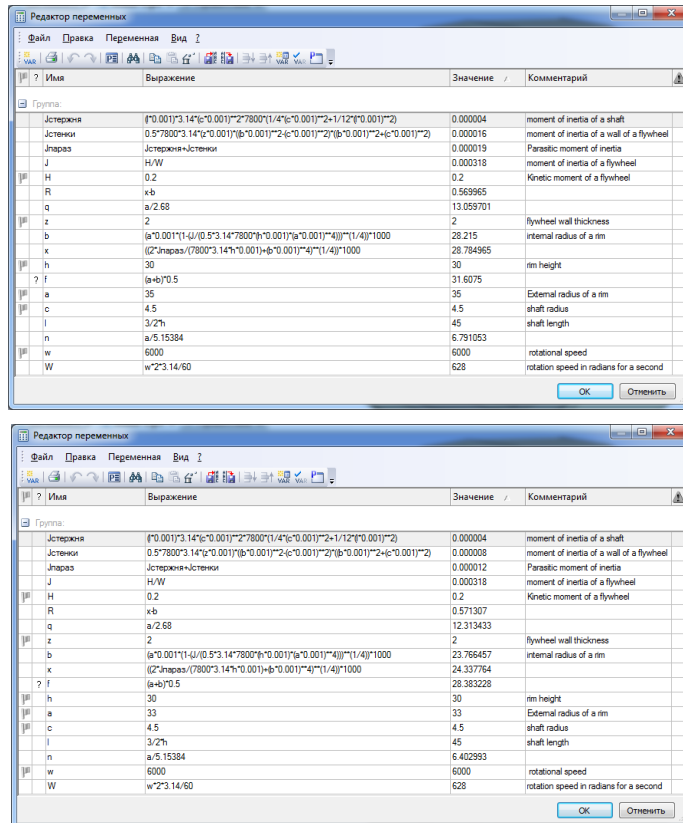 Редактор переменных
Файл Правка Переменная Вид ?
VAR VAR VAR
? Имя Выражение Значение / Комментарий
Группа:
Jстержня (l*0.001)*3.14*(c*0.001)**2*7800*(1/4*(c*0.001)**2+1/12*(l*0.001)**2) 0.000004 moment of inertia of a shaft
Jстенки 0.5*7800*3.14*(z*0.001)*((b*0.001)**2-(c*0.001)**2)*((b*0.001)**2+(c*0.001)**2) 0.000016 moment of inertia of a wall of a flywheel
Jпараз Jстержня+Jстенки 0.000019 Parasitic moment of inertia
J H/W 0.000318 moment of inertia of a flywheel
H 0.2 0.2 Kinetic moment of a flywheel
R x-b 0.569965
q a/2.68 13.059701
z 2 2 flywheel wall thickness
b (a*0.001*(1-(J/(0.5*3.14*7800*(h*0.001)*(a*0.001)**4)))**(1/4))*1000 28.215 internal radius of a rim
x ((2*Jпараз/(7800*3.14*h*0.001)+(b*0.001)**4)**(1/4))*1000 28.784965
h 30 30 rim height
? f (a+b)*0.5 31.6075
a 35 35 External radius of a rim
c 4.5 4.5 shaft radius
l 3/2*h 45 shaft length
n a/5.15384 6.791053
w 6000 6000 rotational speed
W w*2*3.14/60 628 rotation speed in radians for a second
OK Отменить
Редактор переменных
Файл Правка Переменная Вид ?
VAR VAR VAR
? Имя Выражение Значение / Комментарий
Группа:
Jстержня (l*0.001)*3.14*(c*0.001)**2*7800*(1/4*(c*0.001)**2+1/12*(l*0.001)**2) 0.000004 moment of inertia of a shaft
Jстенки 0.5*7800*3.14*(z*0.001)*((b*0.001)**2-(c*0.001)**2)*((b*0.001)**2+(c*0.001)**2) 0.000008 moment of inertia of a wall of a flywheel
Jпараз Jстержня+Jстенки 0.000012 Parasitic moment of inertia
J H/W 0.000318 moment of inertia of a flywheel
H 0.2 0.2 Kinetic moment of a flywheel
R x-b 0.571307
q a/2.68 12.313433
z 2 2 flywheel wall thickness
b (a*0.001*(1-(J/(0.5*3.14*7800*(h*0.001)*(a*0.001)**4)))**(1/4))*1000 23.766457 internal radius of a rim
x ((2*Jпараз/(7800*3.14*h*0.001)+(b*0.001)**4)**(1/4))*1000 24.337764
? f (a+b)*0.5 28.383228
h 30 30 rim height
a 33 33 External radius of a rim
c 4.5 4.5 shaft radius
l 3/2*h 45 shaft length
n a/5.15384 6.402993
w 6000 6000 rotational speed
W w*2*3.14/60 628 rotation speed in radians for a second
OK Отменить